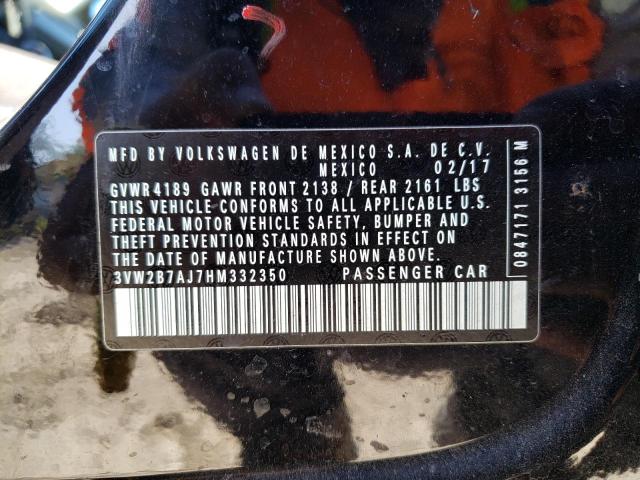 MFD BY VOLKSWAGEN DE MEXICO S.A. DE C.V.
MEXICO 02/17
GVWR 4189 GAWR FRONT 2138 / REAR 2161 LBS
THIS VEHICLE CONFORMS TO ALL APPLICABLE U.S.
FEDERAL MOTOR VEHICLE SAFETY, BUMPER AND
THEFT PREVENTION STANDARDS IN EFFECT ON
THE DATE OF MANUFACTURE SHOWN ABOVE.
3VW2B7AJ7HM332350 PASSENGER CAR
0847171 3156 M